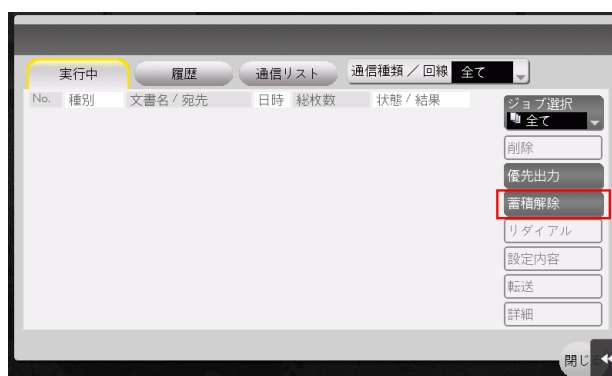 実行中 履歴 通信リスト 通信種類／回線 全て
No. 種別 文書名/宛先 日時 総枚数 状態/結果
ジョブ選択
全て
削除
優先出力
蓄積解除
リダイアル
設定内容
転送
詳細
閉じ